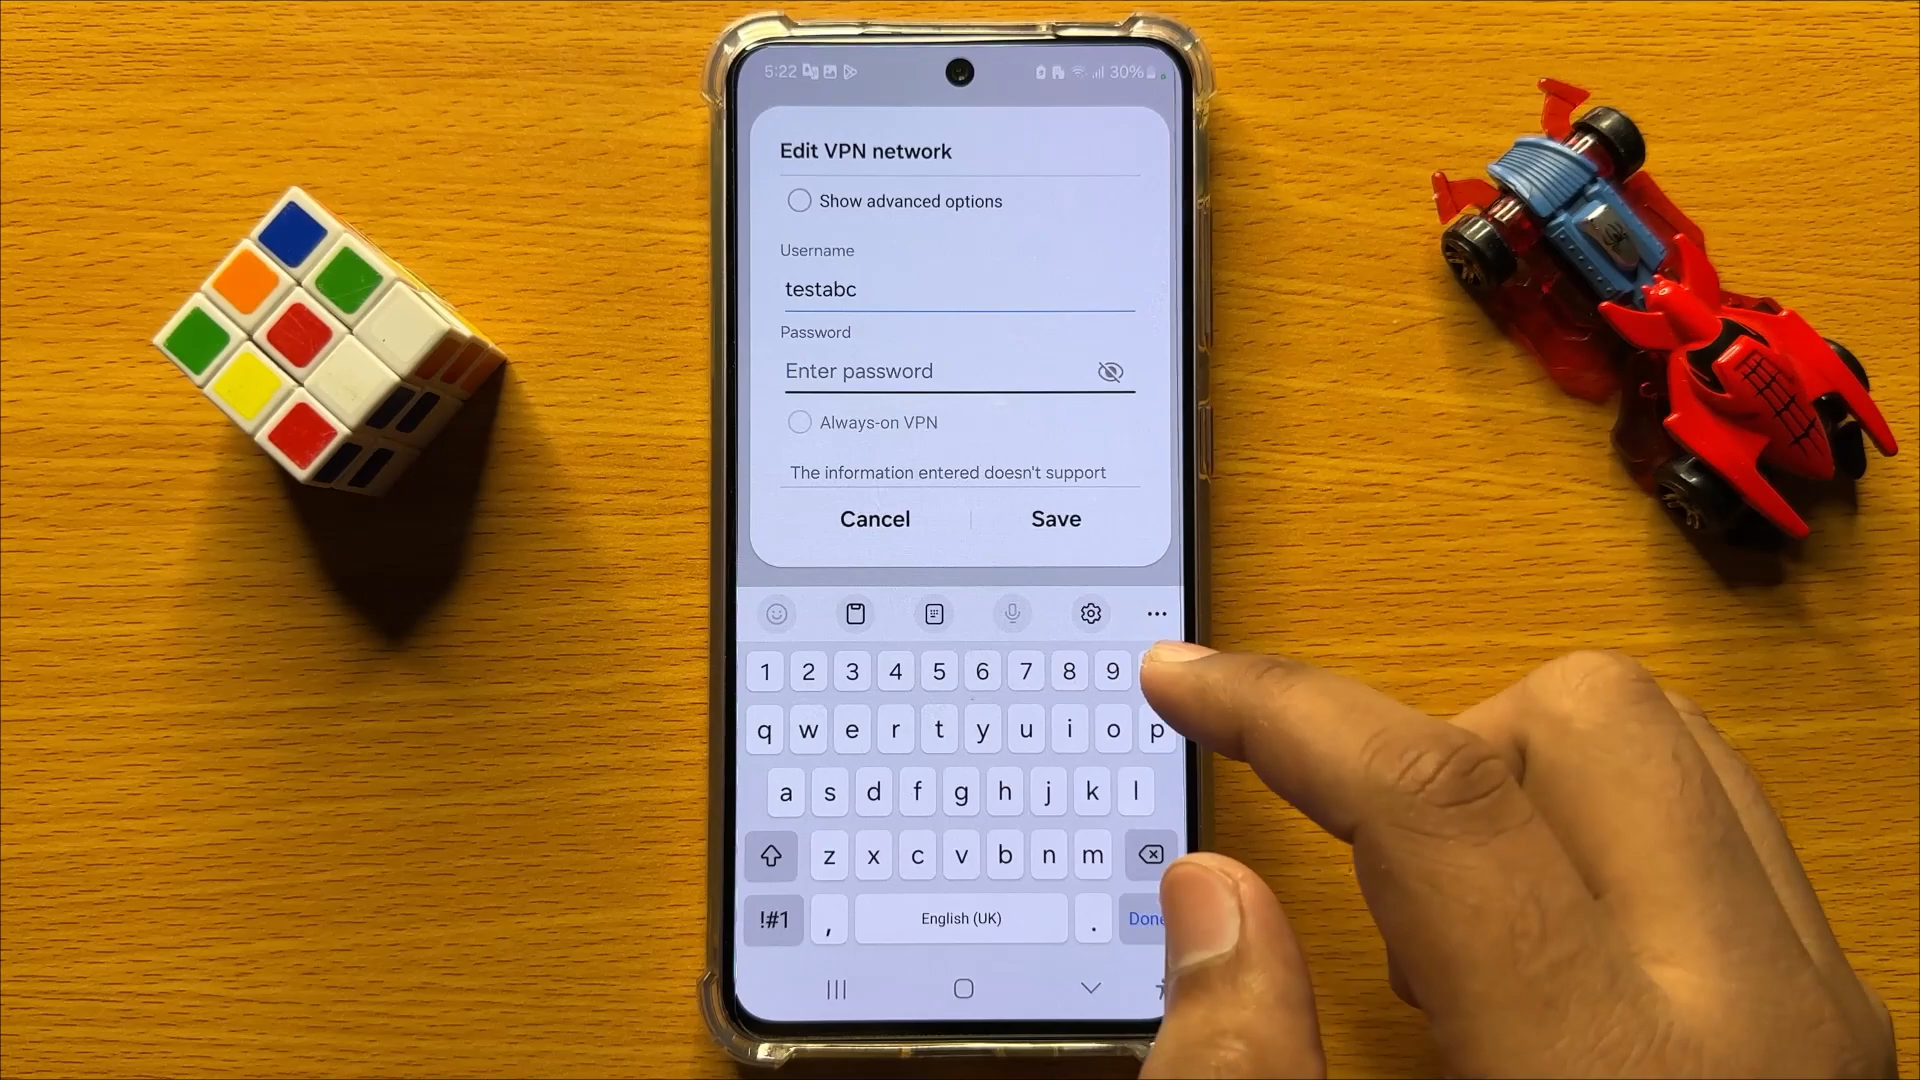 5:22 30%
Edit VPN network
Show advanced options
Username
testabc
Password
Enter password
Always-on VPN
The information entered doesn't support
Cancel Save
1 2 3 4 5 6 7 8 9
q w e r t y u i o p
a s d f g h j k l
z x c v b n m
!#1 , English (UK) . Done